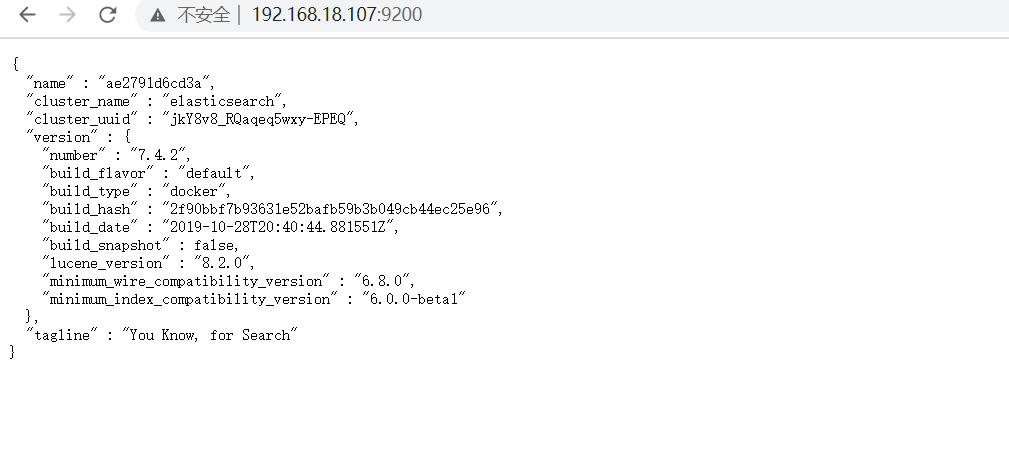 不安全 | 192.168.18.107:9200
{
"name" : "ae2791d6cd3a",
"cluster_name" : "elasticsearch",
"cluster_uuid" : "jkY8v8_RQaqeq5wxy-EPEQ",
"version" : {
"number" : "7.4.2",
"build_flavor" : "default",
"build_type" : "docker",
"build_hash" : "2f90bbf7b93631e52bafb59b3b049cb44ec25e96",
"build_date" : "2019-10-28T20:40:44.881551Z",
"build_snapshot" : false,
"lucene_version" : "8.2.0",
"minimum_wire_compatibility_version" : "6.8.0",
"minimum_index_compatibility_version" : "6.0.0-beta1"
},
"tagline" : "You Know, for Search"
}